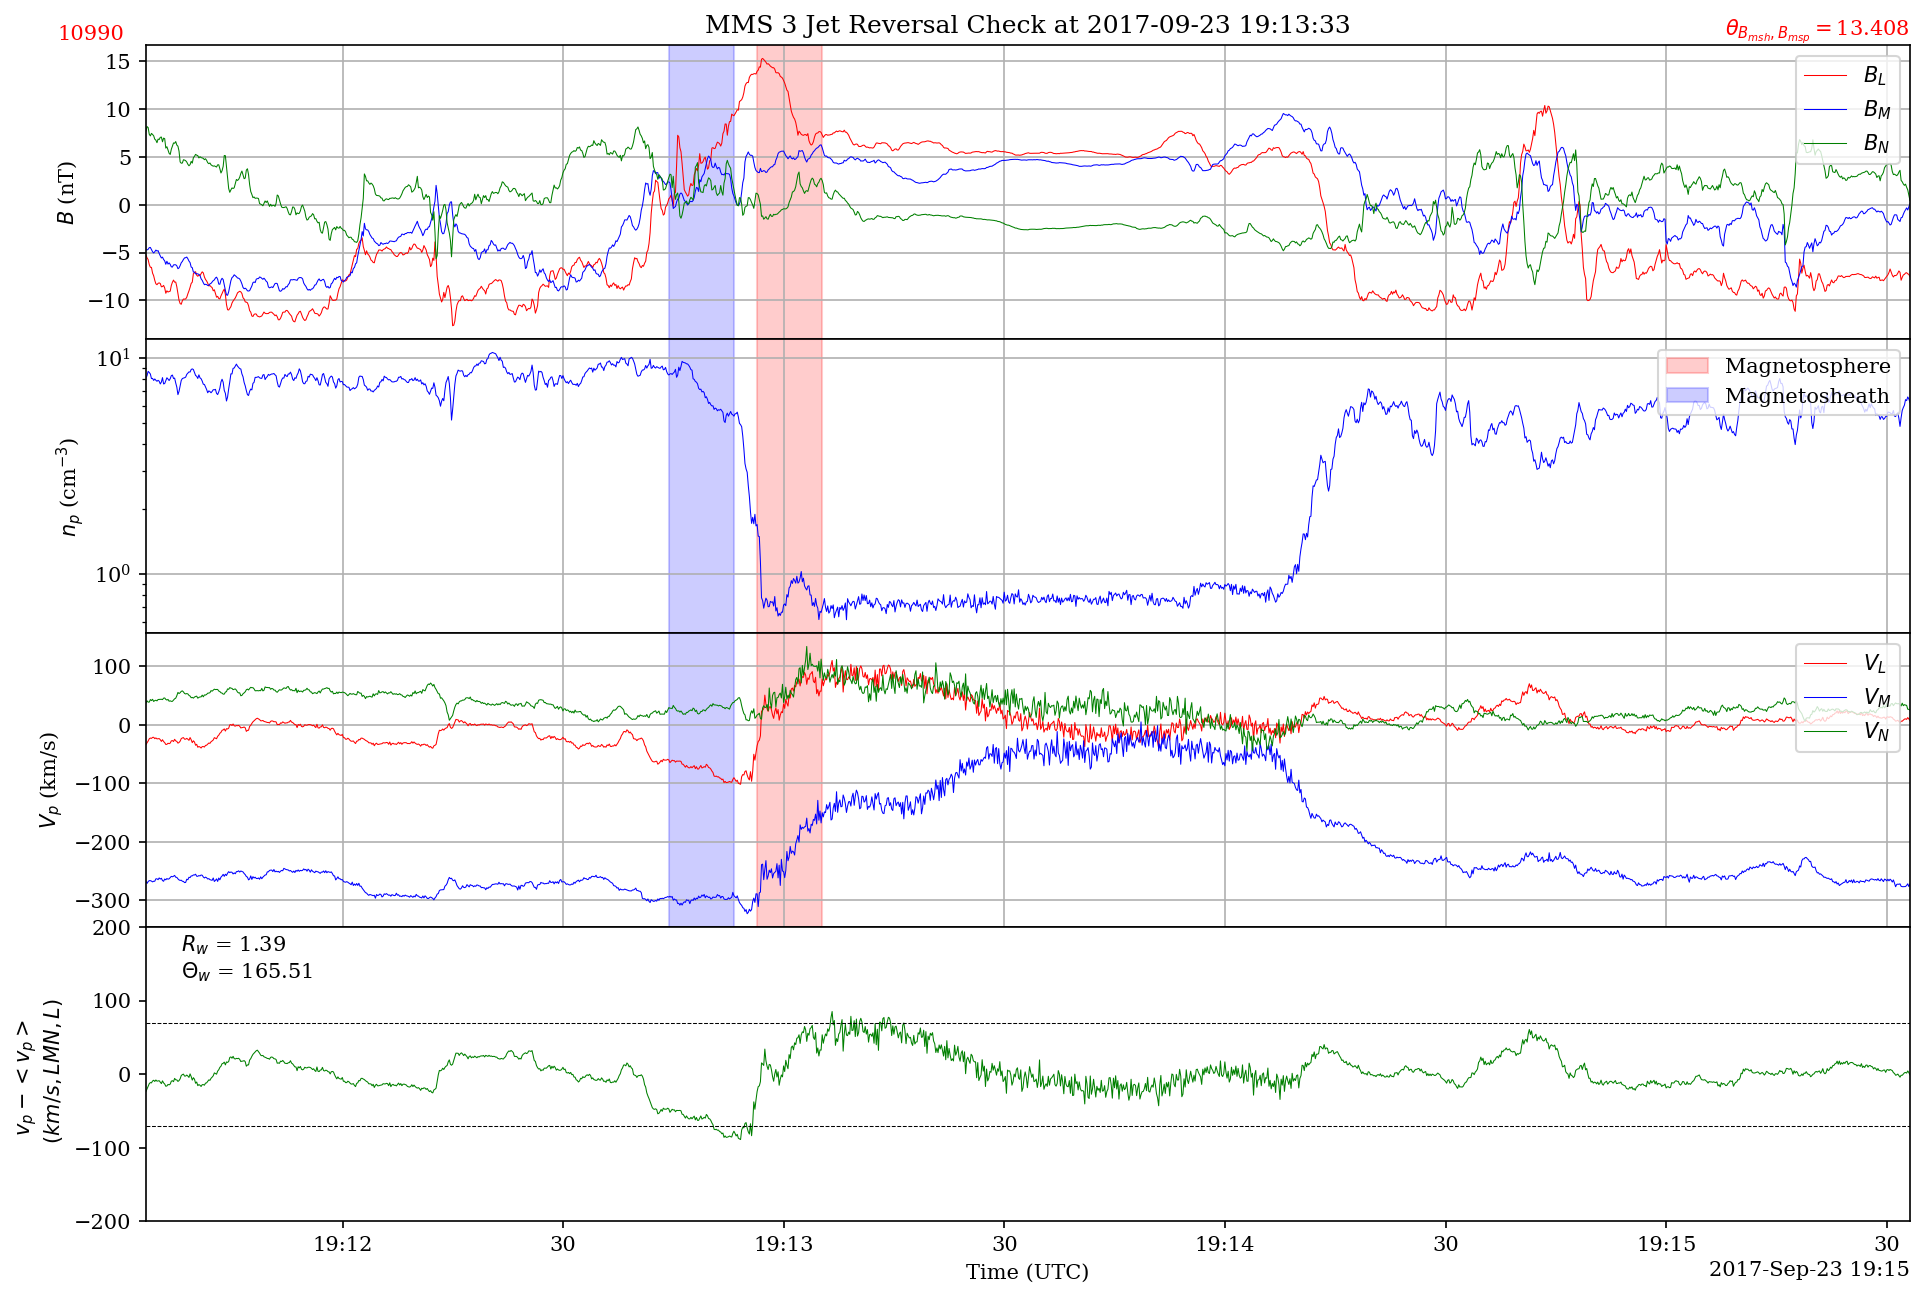 MMS 3 Jet Reversal Check at 2017-09-23 19:13:33
10990
θ_{B_{msh}, B_{msp}} = 13.408
15
10
5
0
−5
−10
B (nT)
B_L
B_M
B_N
10^1
10^0
n_p (cm^{−3})
Magnetosphere
Magnetosheath
100
0
−100
−200
−300
V_p (km/s)
V_L
V_M
V_N
200
100
0
−100
−200
v_p − < v_p >
(km/s, LMN, L)
R_w = 1.39
Θ_w = 165.51
19:12
30
19:13
30
19:14
30
19:15
30
Time (UTC)
2017-Sep-23 19:15